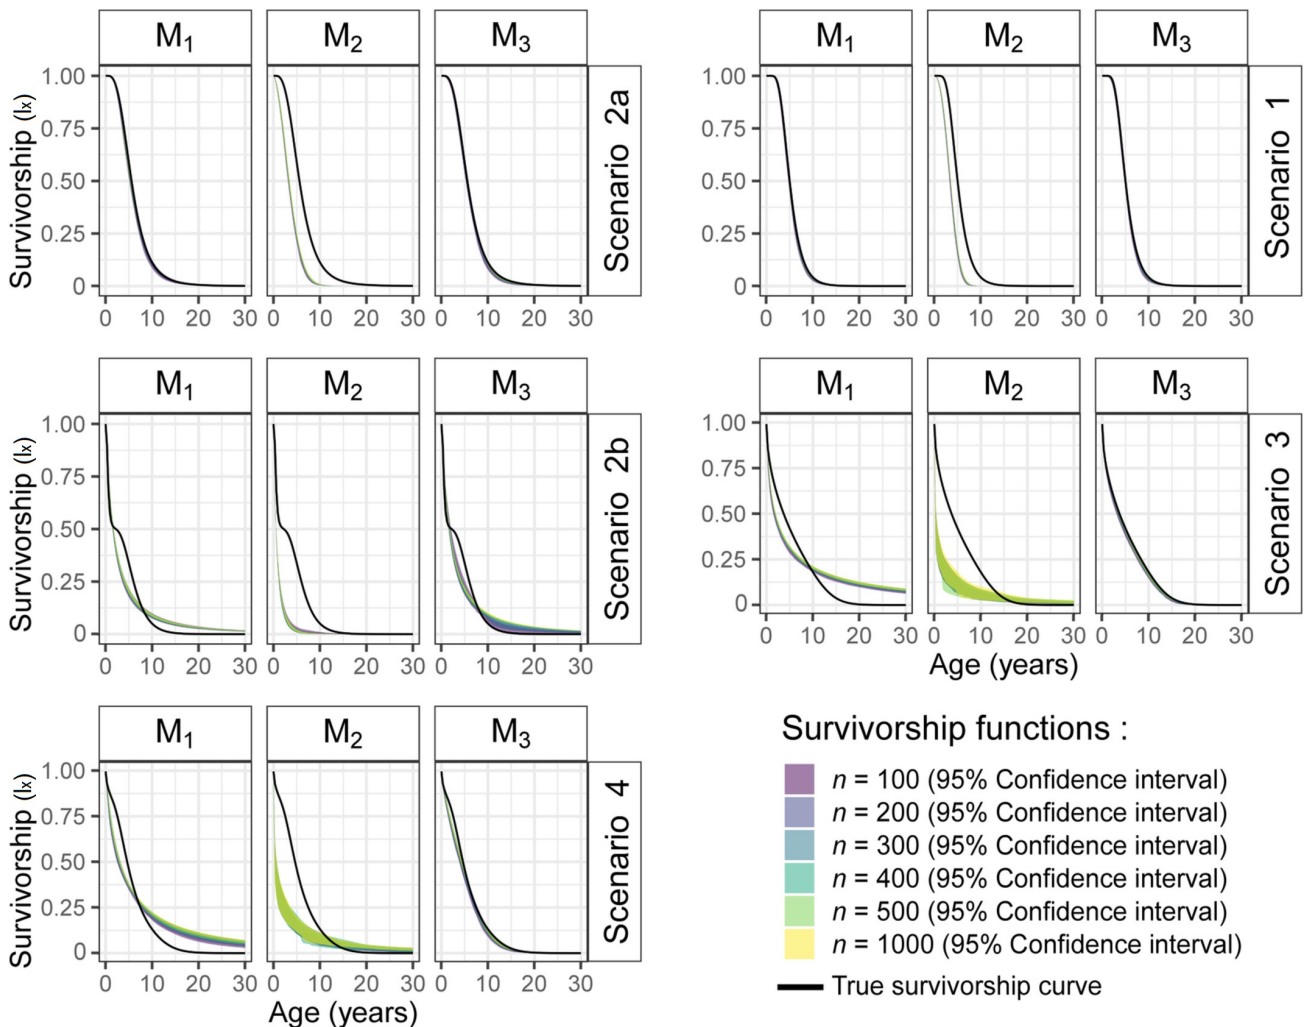 M₁ M₂ M₃
Survivorship (lₓ)
1.00
0.75
0.50
0.25
0
0 10 20 30 0 10 20 30 0 10 20 30
Scenario 2a
M₁ M₂ M₃
1.00
0.75
0.50
0.25
0
0 10 20 30 0 10 20 30 0 10 20 30
Scenario 1
M₁ M₂ M₃
Survivorship (lₓ)
1.00
0.75
0.50
0.25
0
0 10 20 30 0 10 20 30 0 10 20 30
Scenario 2b
M₁ M₂ M₃
1.00
0.75
0.50
0.25
0
0 10 20 30 0 10 20 30 0 10 20 30
Age (years)
Scenario 3
M₁ M₂ M₃
Survivorship (lₓ)
1.00
0.75
0.50
0.25
0
0 10 20 30 0 10 20 30 0 10 20 30
Age (years)
Scenario 4
Survivorship functions :
n = 100 (95% Confidence interval)
n = 200 (95% Confidence interval)
n = 300 (95% Confidence interval)
n = 400 (95% Confidence interval)
n = 500 (95% Confidence interval)
n = 1000 (95% Confidence interval)
True survivorship curve